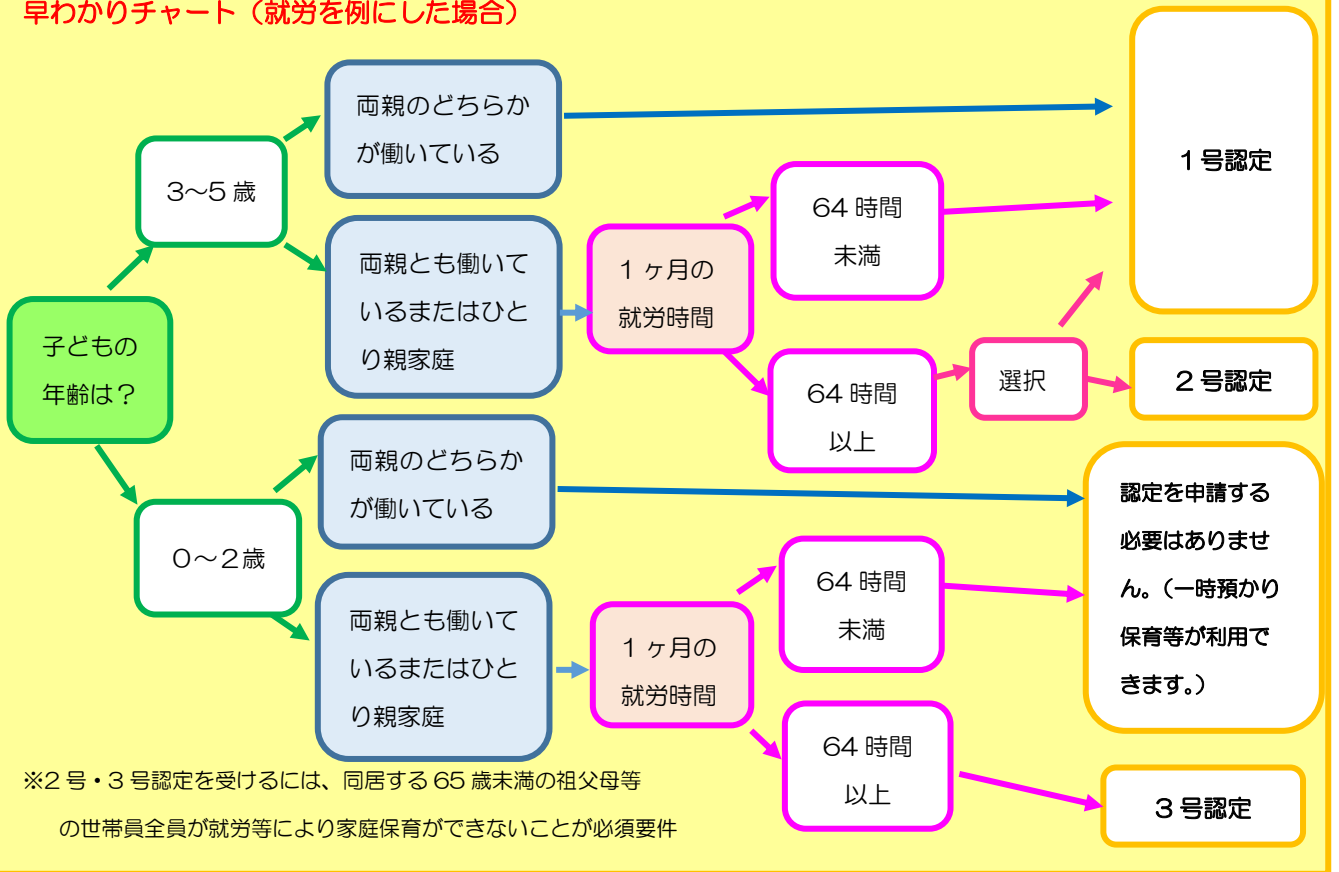 早わかりチャート（就労を例にした場合）
子どもの
年齢は？
3～5 歳
両親のどちらか
が働いている
両親とも働いて
いるまたはひと
り親家庭
1 ヶ月の
就労時間
64 時間
未満
64 時間
以上
選択
1 号認定
2 号認定
0～2 歳
両親のどちらか
が働いている
両親とも働いて
いるまたはひと
り親家庭
1 ヶ月の
就労時間
64 時間
未満
64 時間
以上
認定を申請する
必要はありませ
ん。（一時預かり
保育等が利用で
きます。）
3 号認定
※2 号・3 号認定を受けるには、同居する 65 歳未満の祖父母等
の世帯員全員が就労等により家庭保育ができないことが必須要件